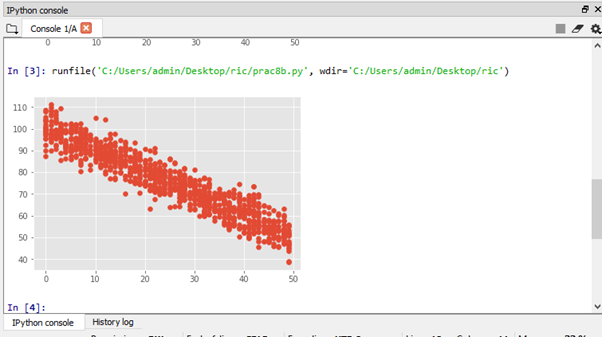 IPython console
Console 1/A
0 10 20 30 40 50
In [3]: runfile('C:/Users/admin/Desktop/ric/prac8b.py', wdir='C:/Users/admin/Desktop/ric')
110
100
90
80
70
60
50
40
0 10 20 30 40 50
In [4]:
IPython console History log